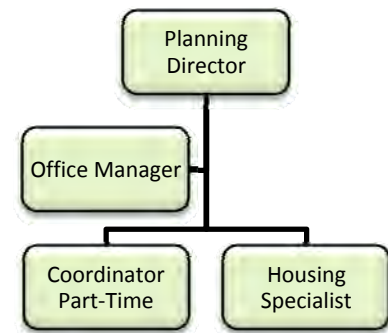 Planning
Director
Office Manager
Coordinator
Part-Time
Housing
Specialist